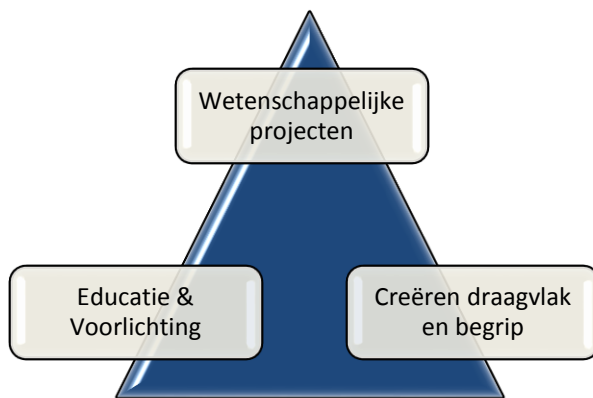 Wetenschappelijke
projecten
Educatie &
Voorlichting
Creëren draagvlak
en begrip